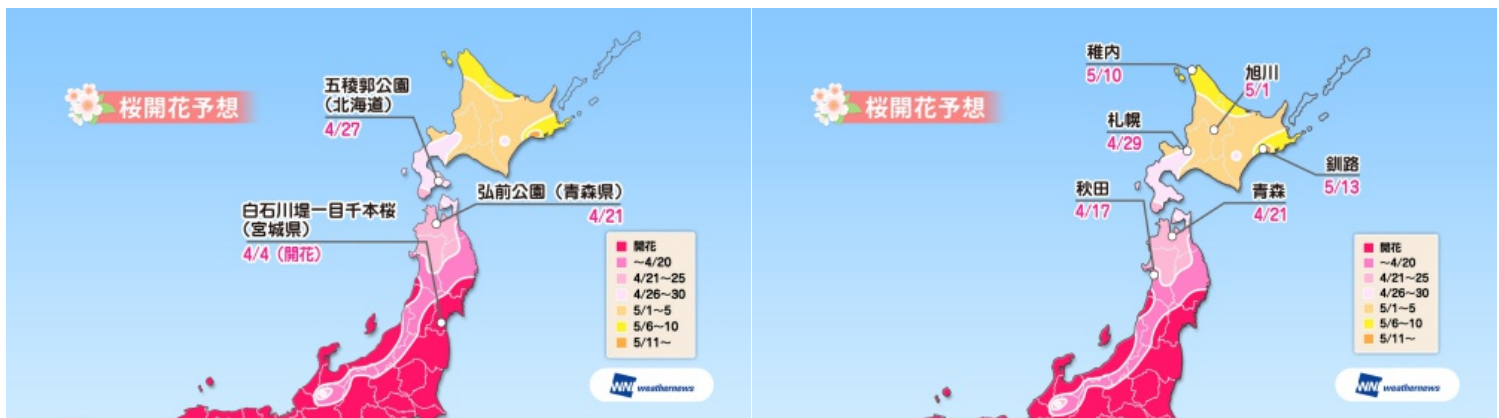 桜開花予想
五稜郭公園
(北海道)
4/27
弘前公園（青森県）
4/21
白石川堤一目千本桜
(宮城県)
4/4（開花）
開花
～4/20
4/21～25
4/26～30
5/1～5
5/6～10
5/11～
WN weathernews
桜開花予想
稚内
5/10
旭川
5/1
札幌
4/29
釧路
5/13
秋田
4/17
青森
4/21
開花
～4/20
4/21～25
4/26～30
5/1～5
5/6～10
5/11～
WN weathernews